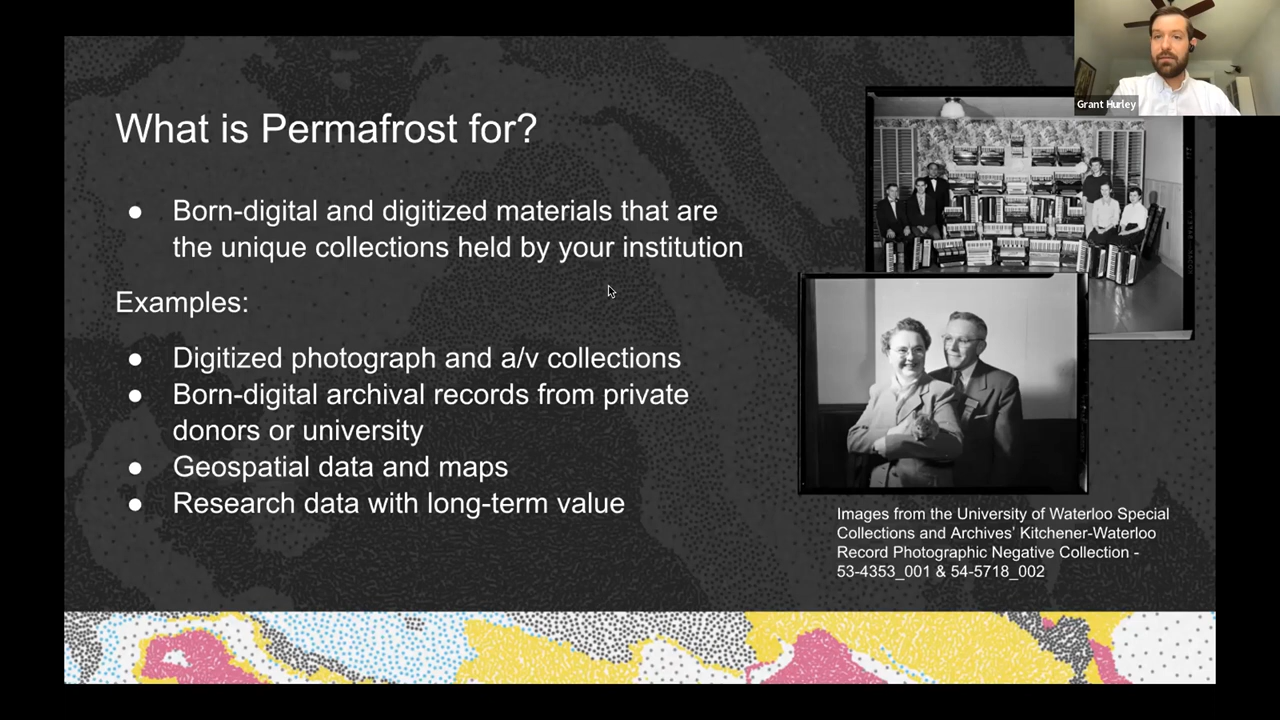 What is Permafrost for?
● Born-digital and digitized materials that are
the unique collections held by your institution
Examples:
● Digitized photograph and a/v collections
● Born-digital archival records from private
donors or university
● Geospatial data and maps
● Research data with long-term value
Images from the University of Waterloo Special
Collections and Archives’ Kitchener-Waterloo
Record Photographic Negative Collection -
53-4353_001 & 54-5718_002
Grant Hurley